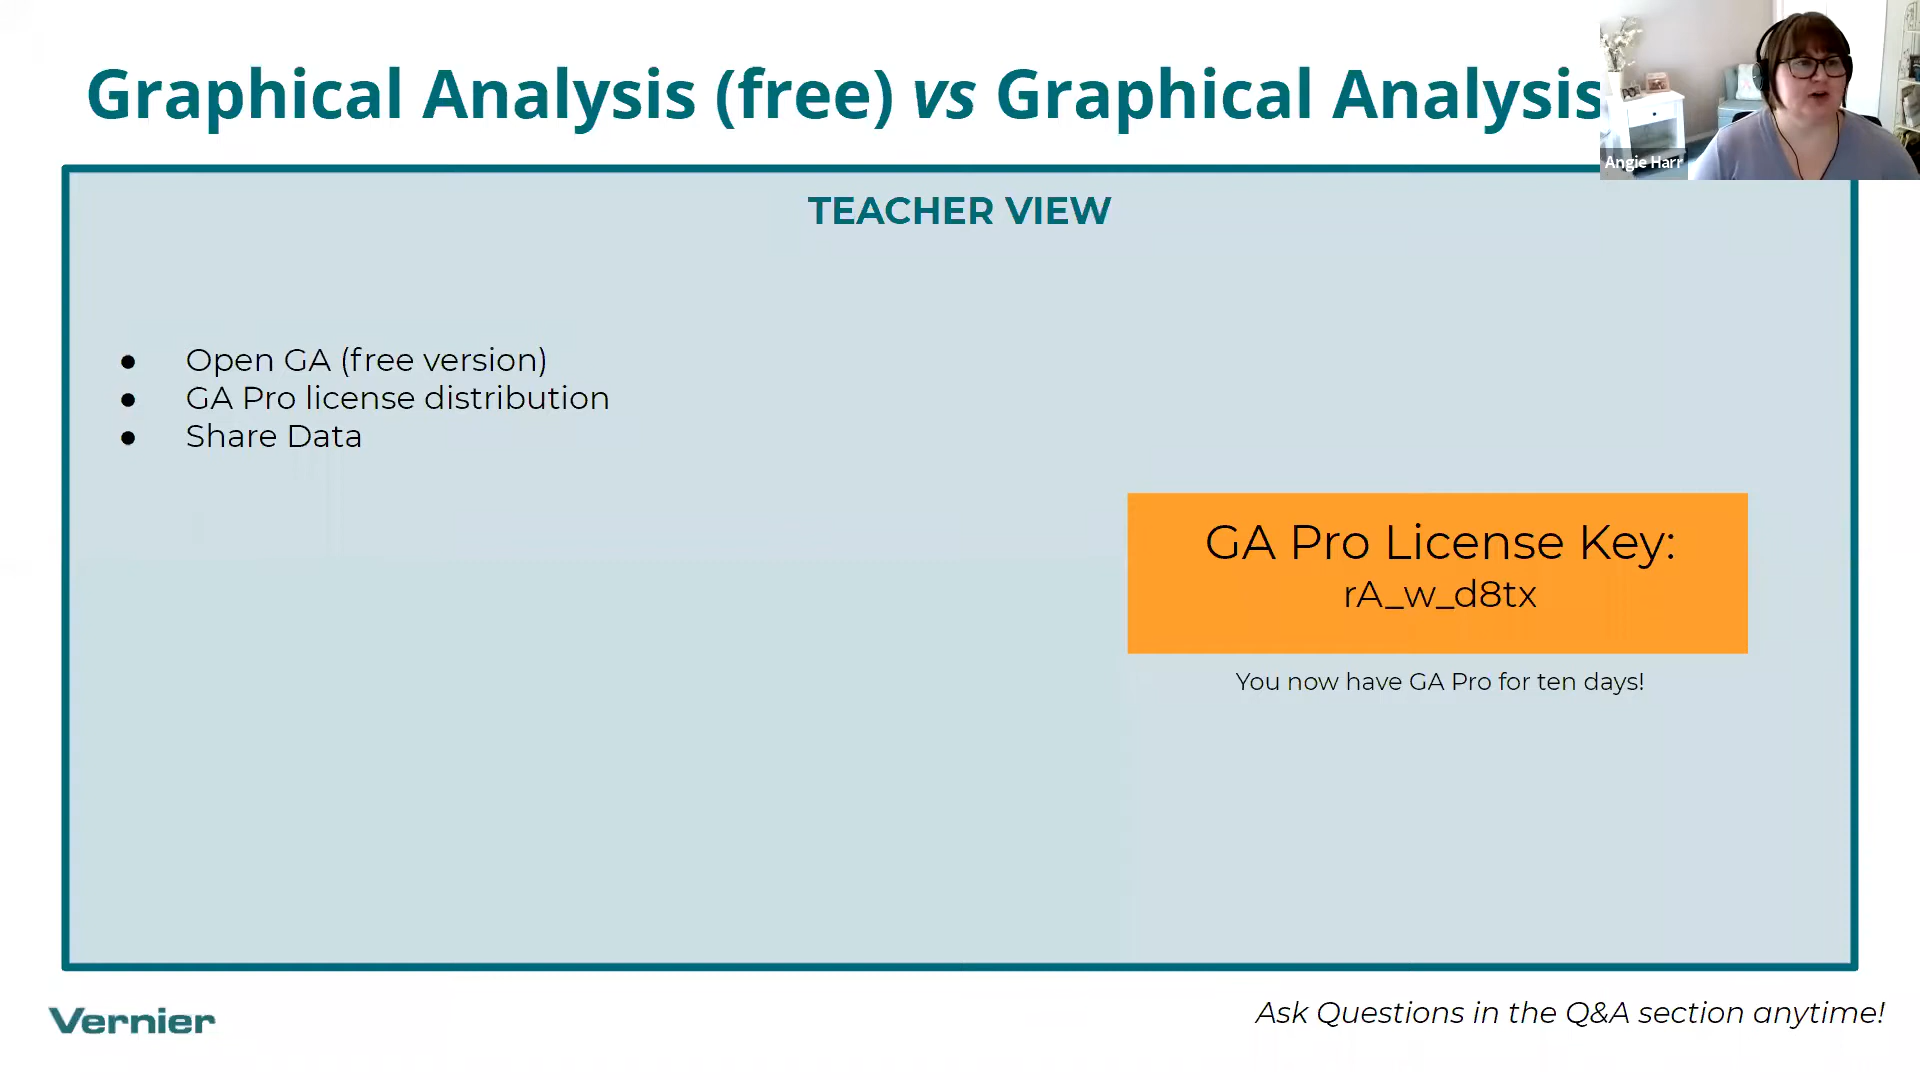 Graphical Analysis (free) vs Graphical Analysis
Angie Harr
TEACHER VIEW
● Open GA (free version)
● GA Pro license distribution
● Share Data
GA Pro License Key:
rA_w_d8tx
You now have GA Pro for ten days!
Vernier
Ask Questions in the Q&A section anytime!